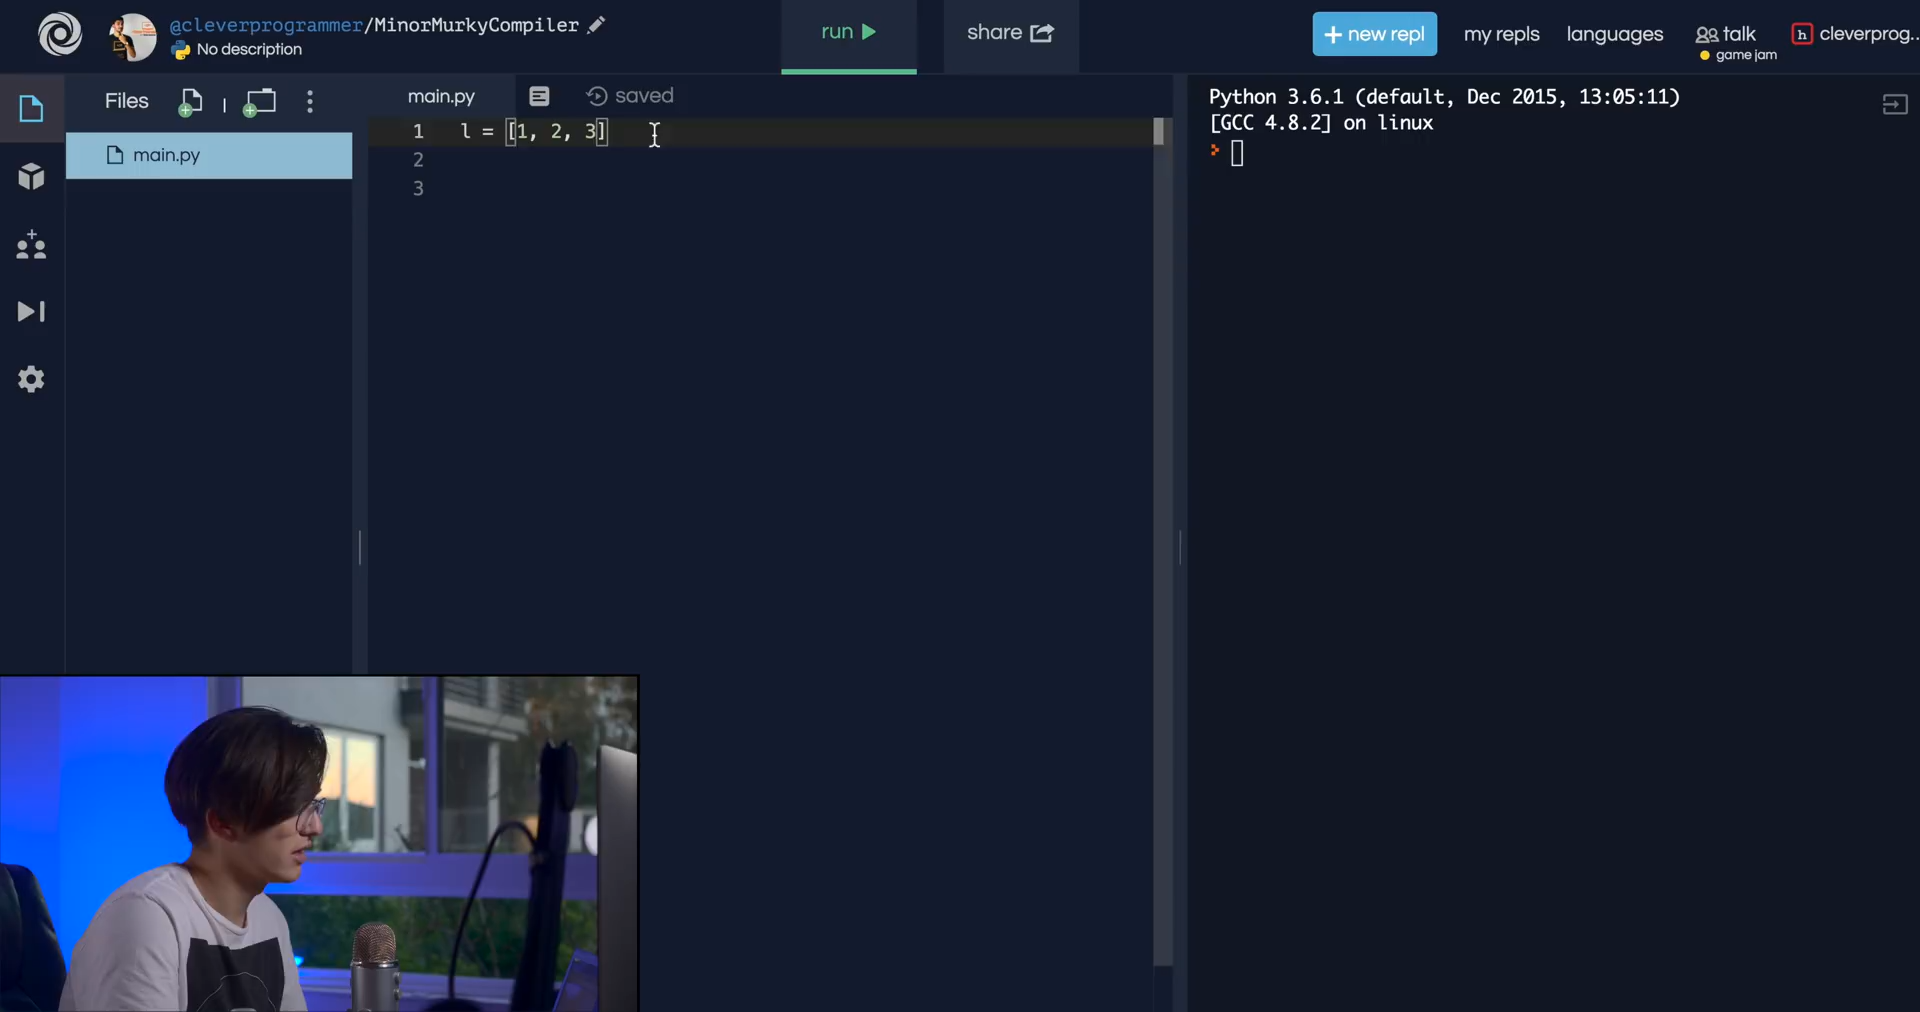 @cleverprogrammer/MinorMurkyCompiler
No description
run
share
+ new repl
my repls
languages
talk
game jam
h
cleverprog...
Files
main.py
saved
main.py
1 l = [1, 2, 3]
2
3
Python 3.6.1 (default, Dec 2015, 13:05:11)
[GCC 4.8.2] on linux